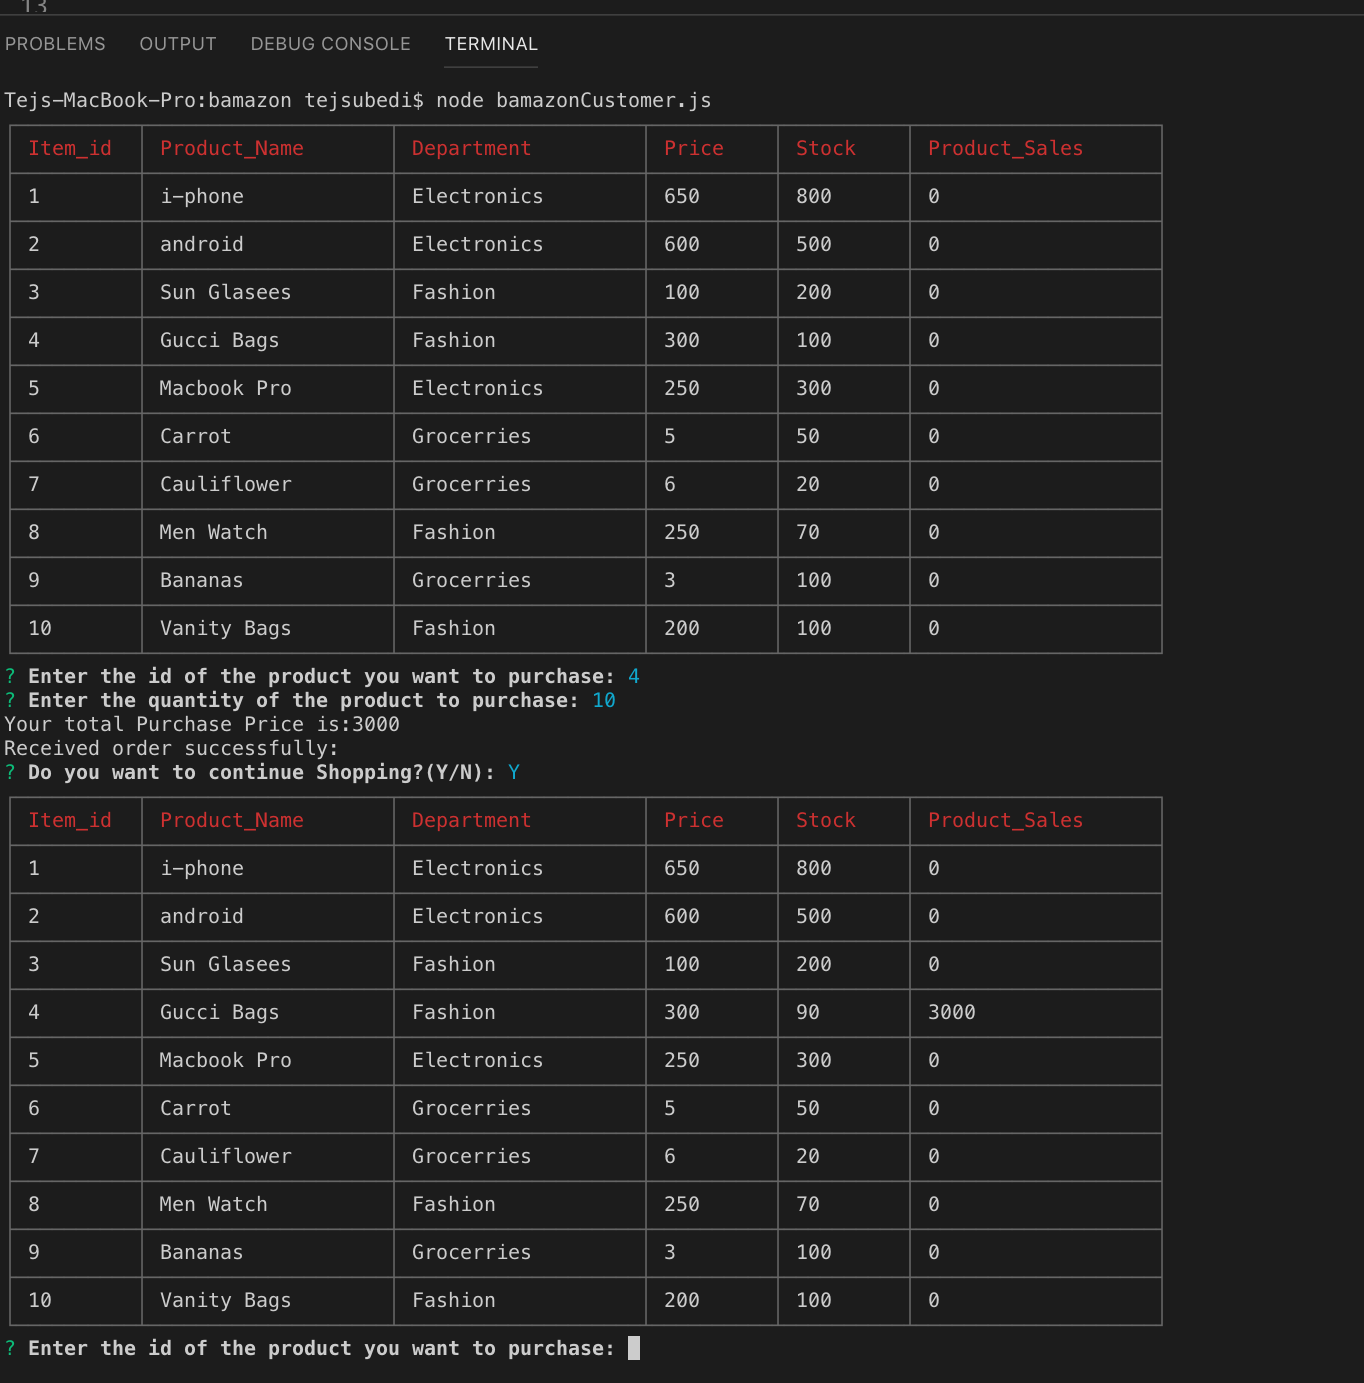 13
PROBLEMS OUTPUT DEBUG CONSOLE TERMINAL
Tejs-MacBook-Pro:bamazon tejsubedi$ node bamazonCustomer.js
Item_id Product_Name Department Price Stock Product_Sales
1 i-phone Electronics 650 800 0
2 android Electronics 600 500 0
3 Sun Glasees Fashion 100 200 0
4 Gucci Bags Fashion 300 100 0
5 Macbook Pro Electronics 250 300 0
6 Carrot Grocerries 5 50 0
7 Cauliflower Grocerries 6 20 0
8 Men Watch Fashion 250 70 0
9 Bananas Grocerries 3 100 0
10 Vanity Bags Fashion 200 100 0
? Enter the id of the product you want to purchase: 4
? Enter the quantity of the product to purchase: 10
Your total Purchase Price is:3000
Received order successfully:
? Do you want to continue Shopping?(Y/N): Y
Item_id Product_Name Department Price Stock Product_Sales
1 i-phone Electronics 650 800 0
2 android Electronics 600 500 0
3 Sun Glasees Fashion 100 200 0
4 Gucci Bags Fashion 300 90 3000
5 Macbook Pro Electronics 250 300 0
6 Carrot Grocerries 5 50 0
7 Cauliflower Grocerries 6 20 0
8 Men Watch Fashion 250 70 0
9 Bananas Grocerries 3 100 0
10 Vanity Bags Fashion 200 100 0
? Enter the id of the product you want to purchase: